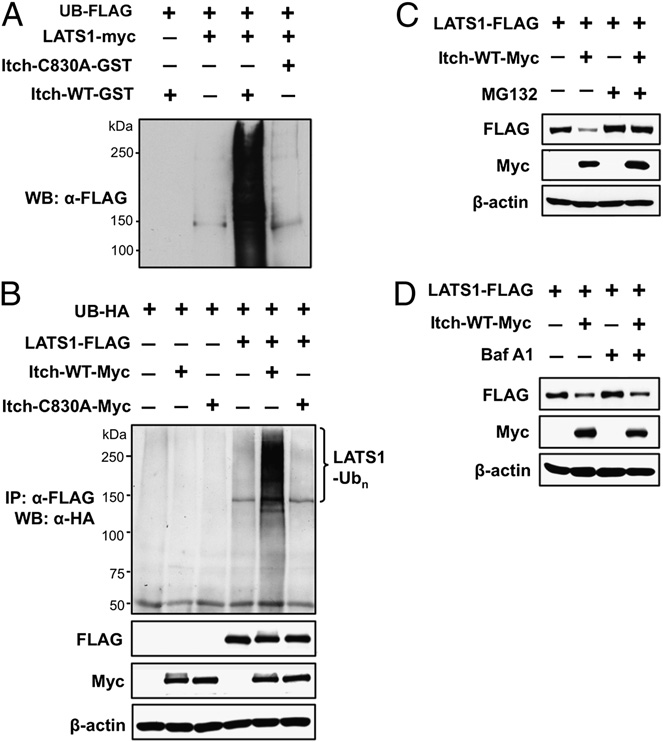 A
UB-FLAG + + + +
LATS1-myc – + + +
Itch-C830A-GST – – – +
Itch-WT-GST + – + –
kDa
250
WB: α-FLAG
150
100
B
UB-HA + + + + + +
LATS1-FLAG – – – + + +
Itch-WT-Myc – + – – + –
Itch-C830A-Myc – – + – – +
kDa
250
LATS1
-Ubn
150
IP: α-FLAG
WB: α-HA
100
75
50
FLAG
Myc
β-actin
C
LATS1-FLAG + + + +
Itch-WT-Myc – + – +
MG132 – – + +
FLAG
Myc
β-actin
D
LATS1-FLAG + + + +
Itch-WT-Myc – + – +
Baf A1 – – + +
FLAG
Myc
β-actin